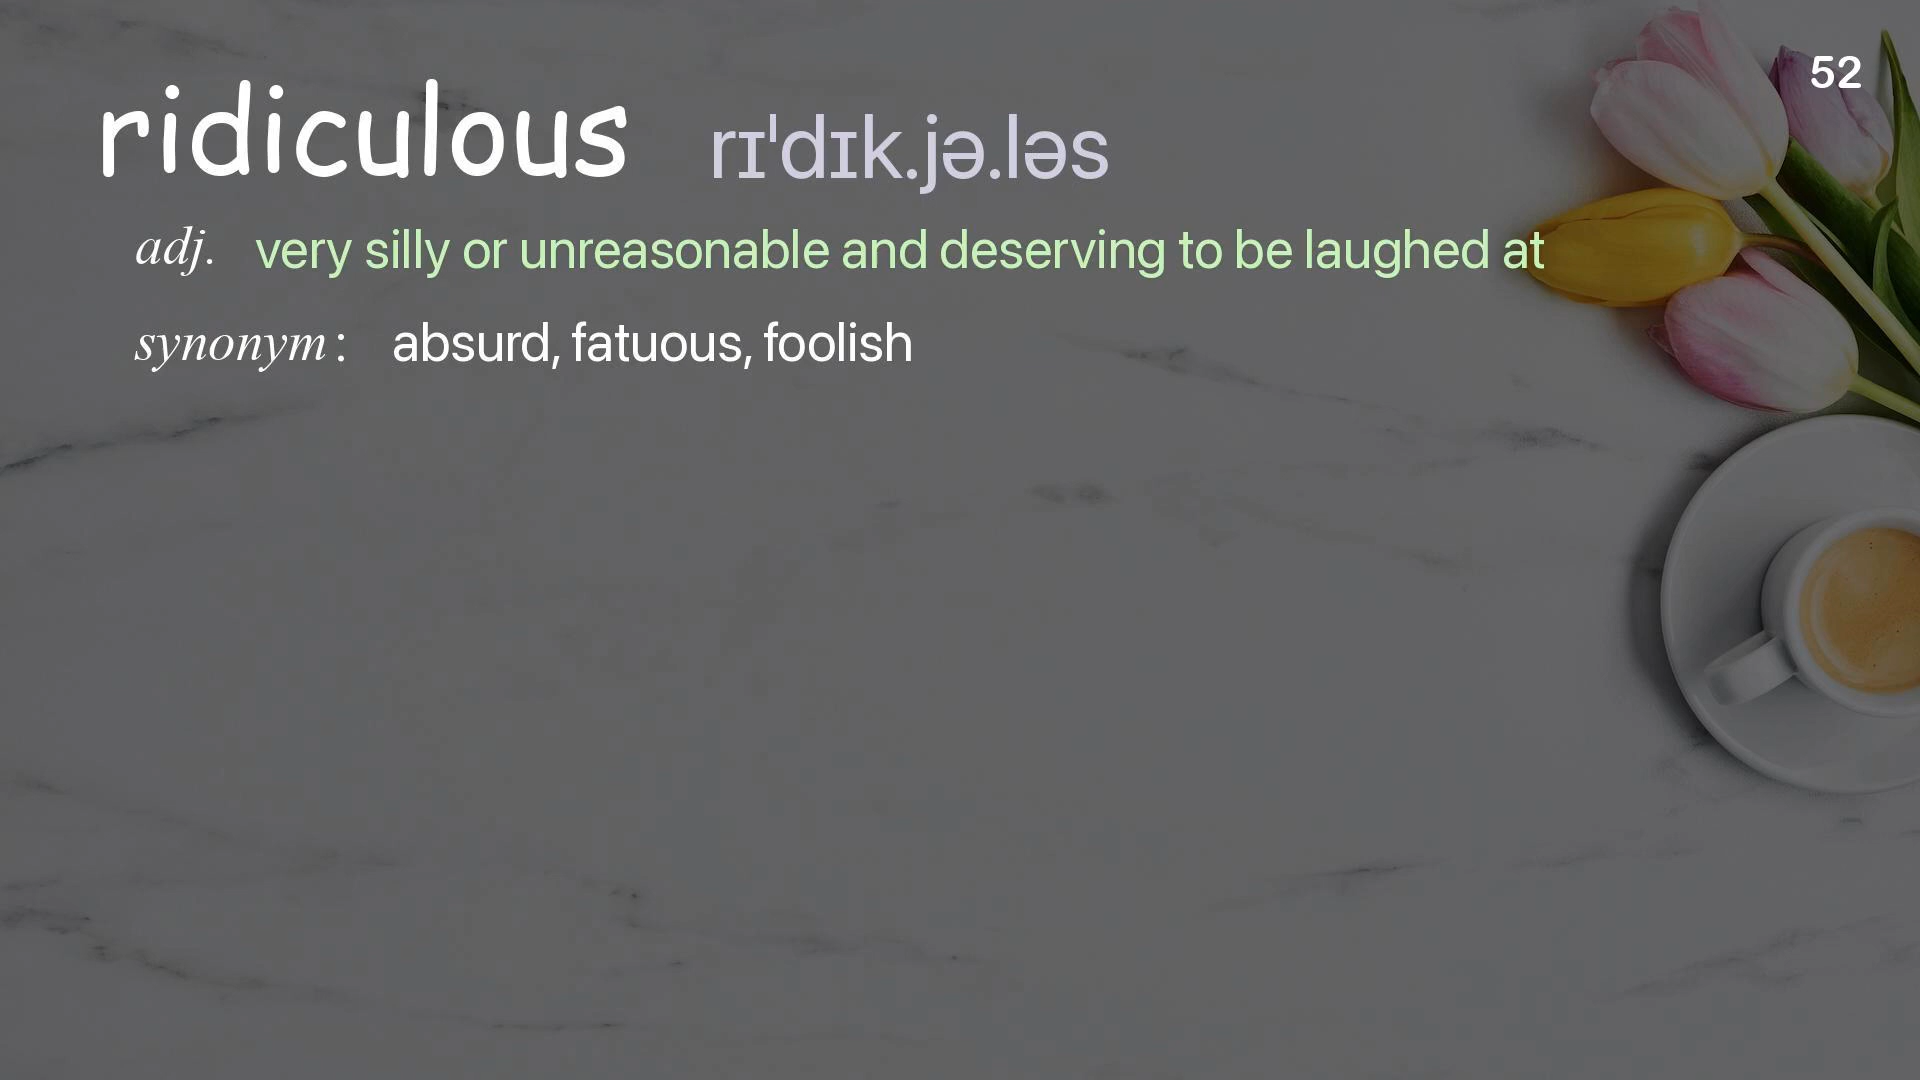 52
ridiculous rɪˈdɪk.jə.ləs
adj. very silly or unreasonable and deserving to be laughed at
synonym : absurd, fatuous, foolish